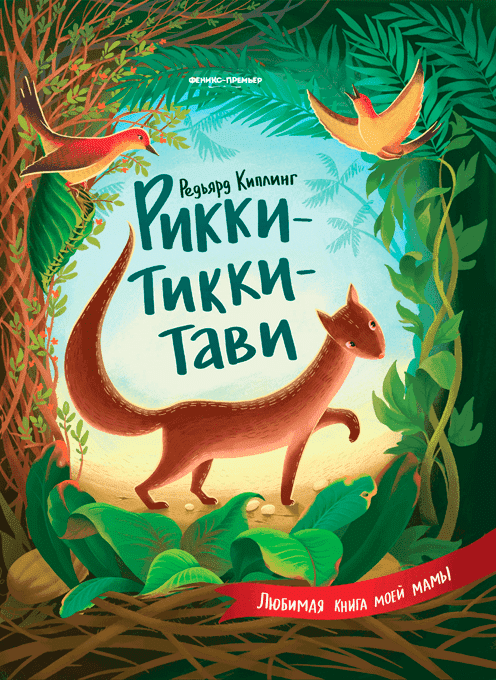 ФЕНИКС-ПРЕМЬЕР
Редьярд Киплинг
Рикки-
тикки-
тави
Любимая книга моей мамы